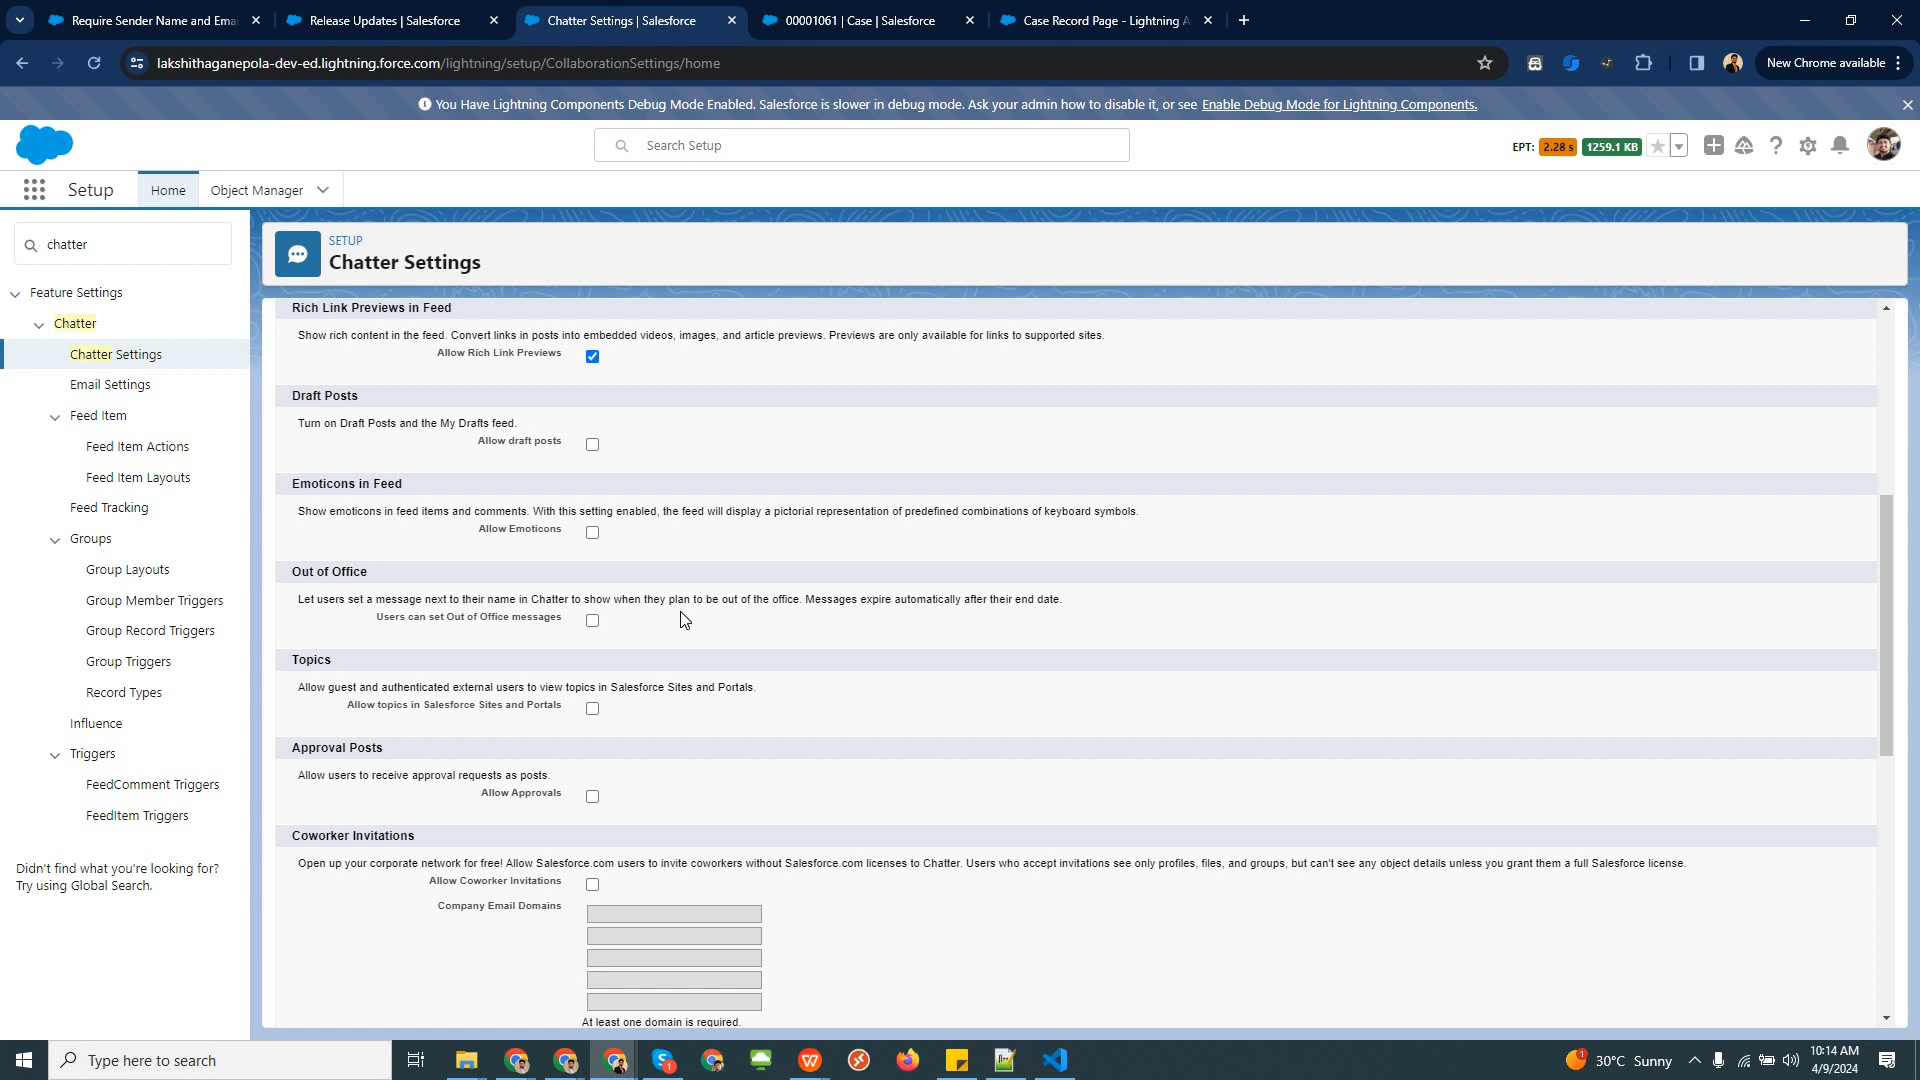 Require Sender Name and Emai
Release Updates | Salesforce
Chatter Settings | Salesforce
00001061 | Case | Salesforce
Case Record Page - Lightning A
lakshithaganepola-dev-ed.lightning.force.com/lightning/setup/CollaborationSettings/home
New Chrome available
You Have Lightning Components Debug Mode Enabled. Salesforce is slower in debug mode. Ask your admin how to disable it, or see Enable Debug Mode for Lightning Components.
Search Setup
EPT: 2.28 s 1259.1 KB
Setup
Home
Object Manager
chatter
Feature Settings
Chatter
Chatter Settings
Email Settings
Feed Item
Feed Item Actions
Feed Item Layouts
Feed Tracking
Groups
Group Layouts
Group Member Triggers
Group Record Triggers
Group Triggers
Record Types
Influence
Triggers
FeedComment Triggers
FeedItem Triggers
Didn't find what you're looking for?
Try using Global Search.
SETUP
Chatter Settings
Rich Link Previews in Feed
Show rich content in the feed. Convert links in posts into embedded videos, images, and article previews. Previews are only available for links to supported sites.
Allow Rich Link Previews
Draft Posts
Turn on Draft Posts and the My Drafts feed.
Allow draft posts
Emoticons in Feed
Show emoticons in feed items and comments. With this setting enabled, the feed will display a pictorial representation of predefined combinations of keyboard symbols.
Allow Emoticons
Out of Office
Let users set a message next to their name in Chatter to show when they plan to be out of the office. Messages expire automatically after their end date.
Users can set Out of Office messages
Topics
Allow guest and authenticated external users to view topics in Salesforce Sites and Portals.
Allow topics in Salesforce Sites and Portals
Approval Posts
Allow users to receive approval requests as posts.
Allow Approvals
Coworker Invitations
Open up your corporate network for free! Allow Salesforce.com users to invite coworkers without Salesforce.com licenses to Chatter. Users who accept invitations see only profiles, files, and groups, but can't see any object details unless you grant them a full Salesforce license.
Allow Coworker Invitations
Company Email Domains
At least one domain is required.
Type here to search
30°C Sunny
10:14 AM
4/9/2024